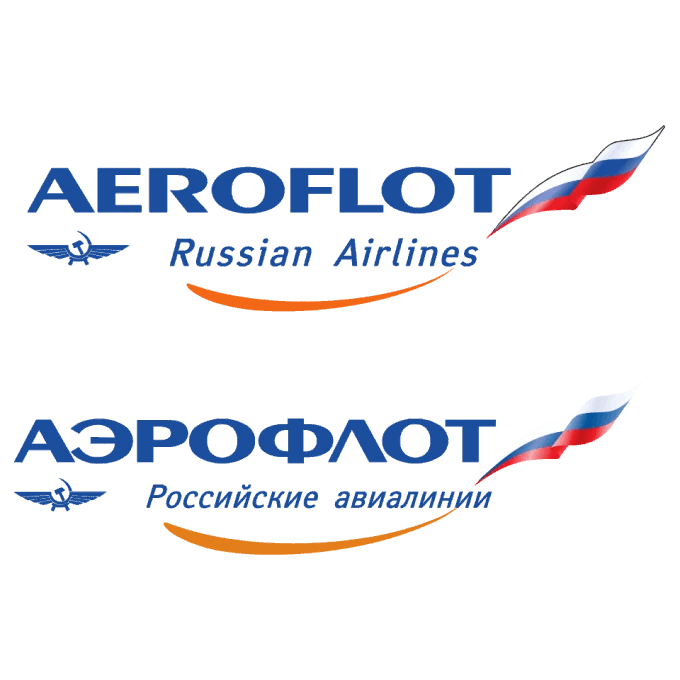 AEROFLOT
Russian Airlines
АЭРОФЛОТ
Российские авиалинии